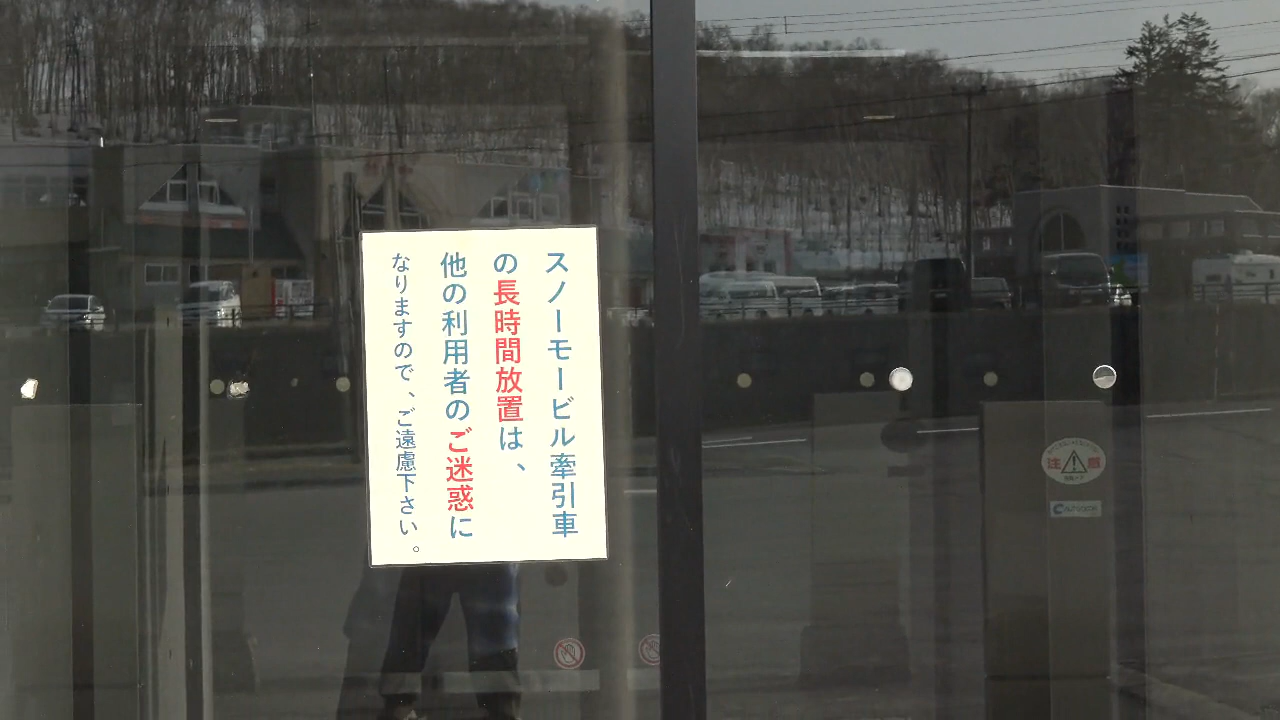 スノーモービル牽引車
の長時間放置は、
他の利用者のご迷惑に
なりますので、ご遠慮下さい。
注意